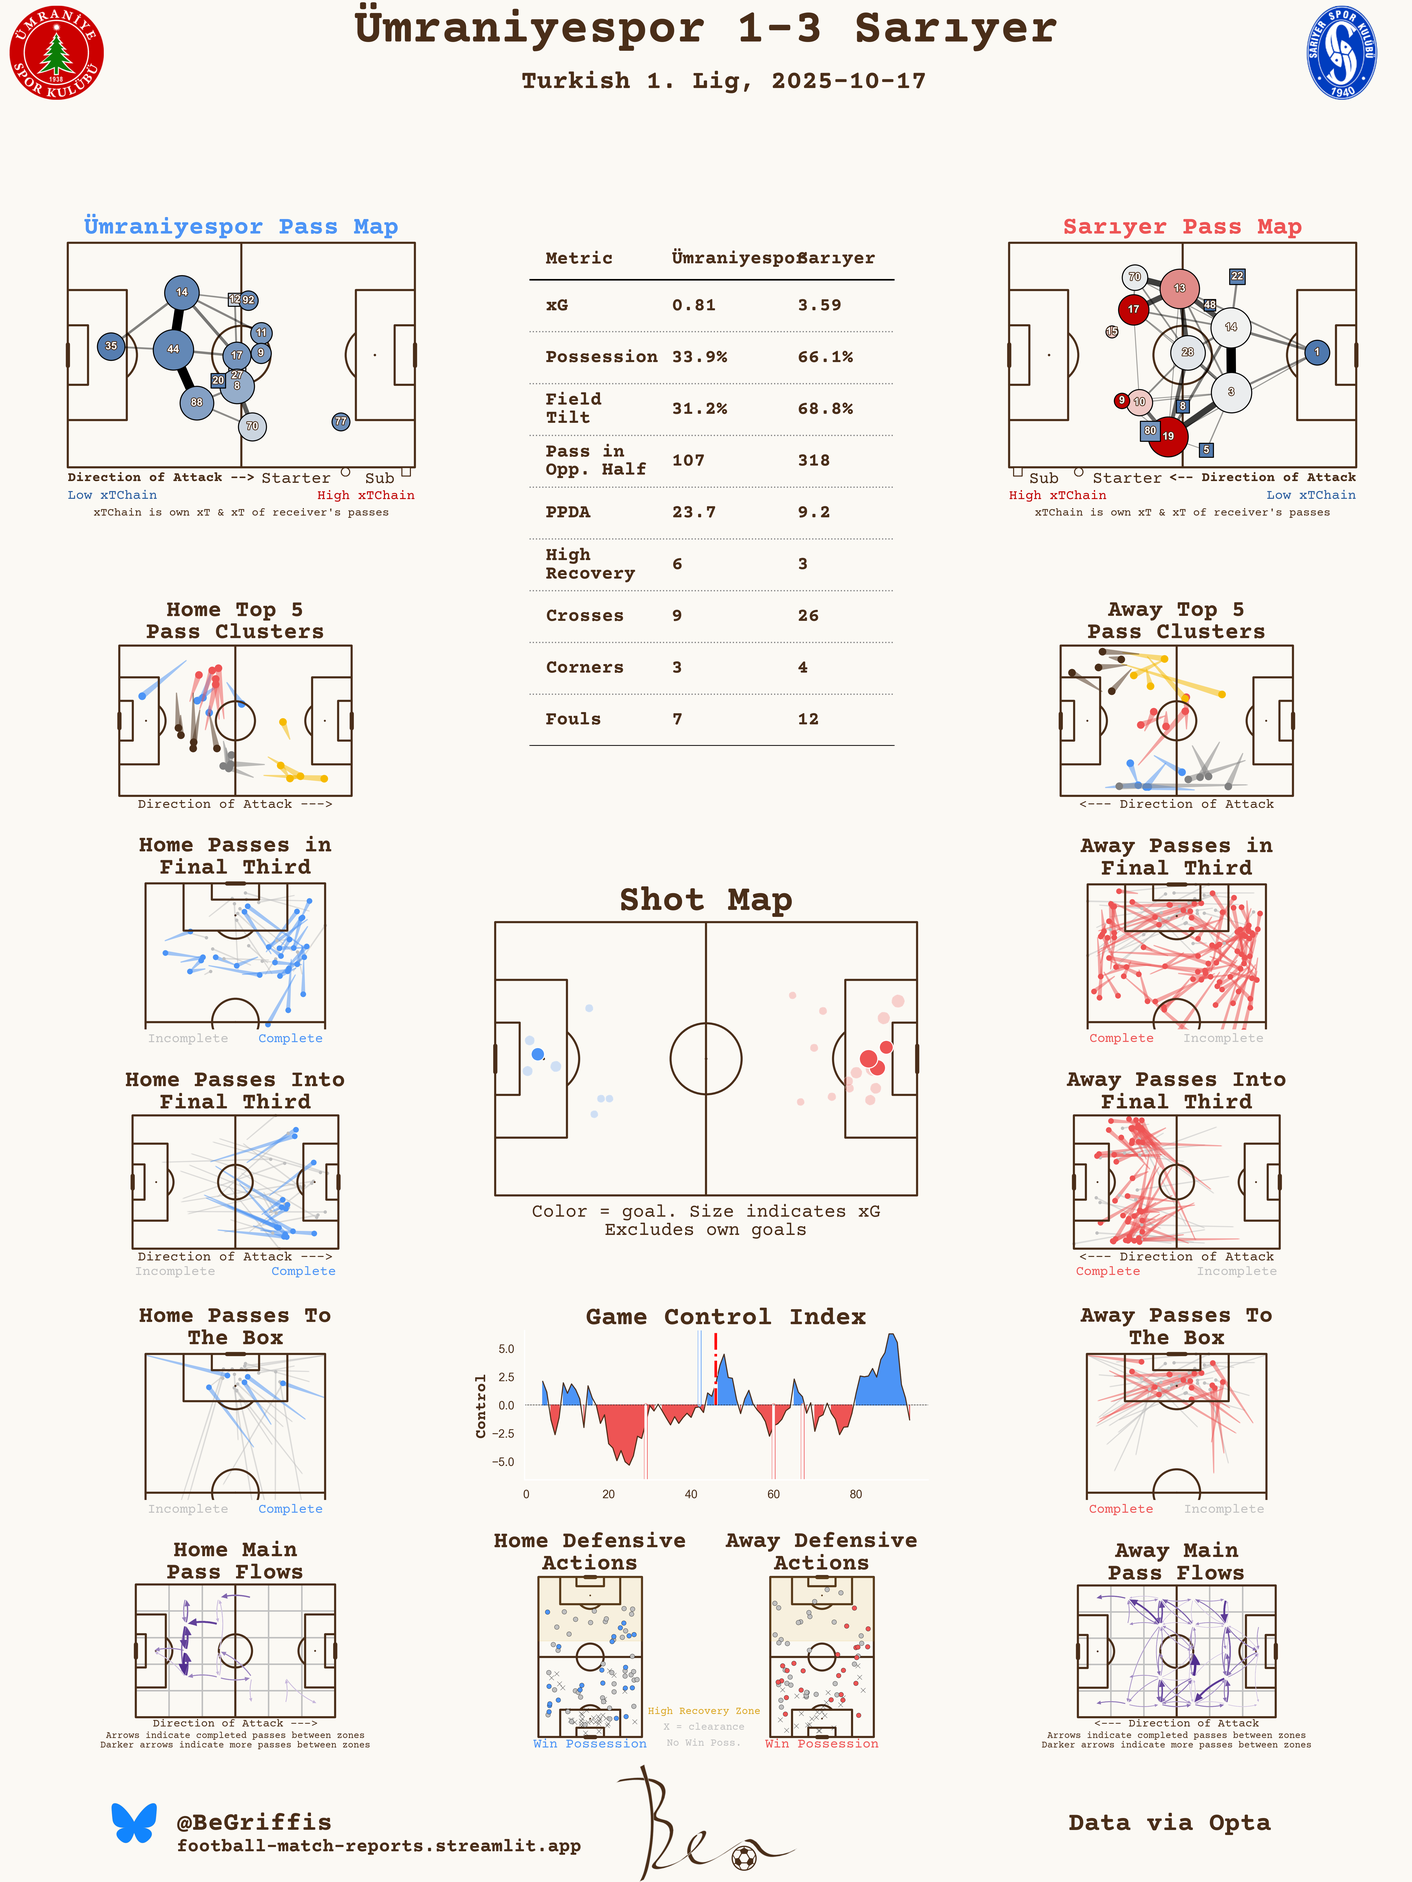 Ümraniyespor 1-3 Sarıyer
Turkish 1. Lig, 2025-10-17
ÜMRANİYE
1938
SPOR KULÜBÜ
SARIYER SPOR KULÜBÜ
1940
Ümraniyespor Pass Map
14
12
92
35
44
11
17
9
27
20
8
88
70
77
Direction of Attack --> Starter Sub
Low xTChain High xTChain
xTChain is own xT & xT of receiver's passes
Metric Ümraniyespor Sarıyer
xG 0.81 3.59
Possession 33.9% 66.1%
Field
Tilt 31.2% 68.8%
Pass in
Opp. Half 107 318
PPDA 23.7 9.2
High
Recovery 6 3
Crosses 9 26
Corners 3 4
Fouls 7 12
Sarıyer Pass Map
70
22
13
17
48
15
14
28
1
3
9
10
8
80
19
5
Sub Starter <-- Direction of Attack
High xTChain Low xTChain
xTChain is own xT & xT of receiver's passes
Home Top 5
Pass Clusters
Direction of Attack --->
Away Top 5
Pass Clusters
<--- Direction of Attack
Home Passes in
Final Third
Incomplete Complete
Away Passes in
Final Third
Complete Incomplete
Shot Map
Color = goal. Size indicates xG
Excludes own goals
Home Passes Into
Final Third
Direction of Attack --->
Incomplete Complete
Away Passes Into
Final Third
<--- Direction of Attack
Complete Incomplete
Home Passes To
The Box
Incomplete Complete
Game Control Index
Control
5.0
2.5
0.0
−2.5
−5.0
0 20 40 60 80
Away Passes To
The Box
Complete Incomplete
Home Main
Pass Flows
Direction of Attack --->
Arrows indicate completed passes between zones
Darker arrows indicate more passes between zones
Home Defensive
Actions
Win Possession
Away Defensive
Actions
Win Possession
High Recovery Zone
X = clearance
No Win Poss.
Away Main
Pass Flows
<--- Direction of Attack
Arrows indicate completed passes between zones
Darker arrows indicate more passes between zones
@BeGriffis
football-match-reports.streamlit.app
Ben
Data via Opta